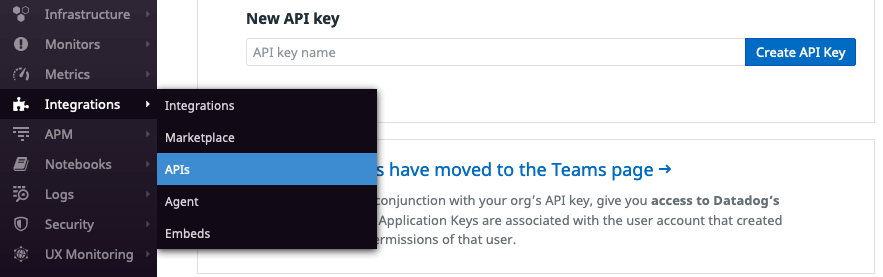 Infrastructure
Monitors
Metrics
Integrations
APM
Notebooks
Logs
Security
UX Monitoring
Integrations
Marketplace
APIs
Agent
Embeds
New API key
API key name
Create API Key
s have moved to the Teams page →
conjunction with your org's API key, give you access to Datadog's
Application Keys are associated with the user account that created
ermissions of that user.